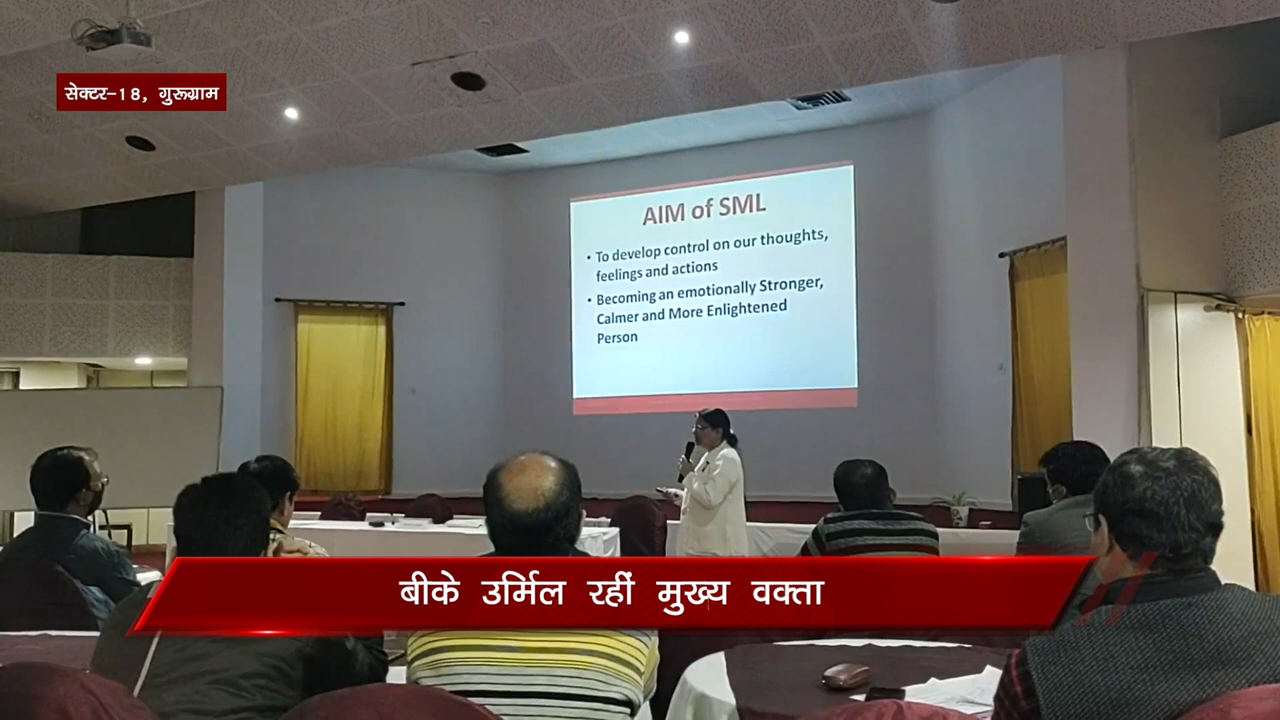 सेक्टर-18, गुरूग्राम
AIM of SML
• To develop control on our thoughts,
feelings and actions
• Becoming an emotionally Stronger,
Calmer and More Enlightened
Person
बीके उर्मिल रहीं मुख्य वक्ता